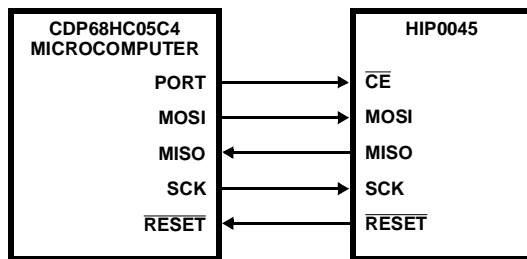 CDP68HC05C4
MICROCOMPUTER
PORT
MOSI
MISO
SCK
RESET
HIP0045
CE
MOSI
MISO
SCK
RESET